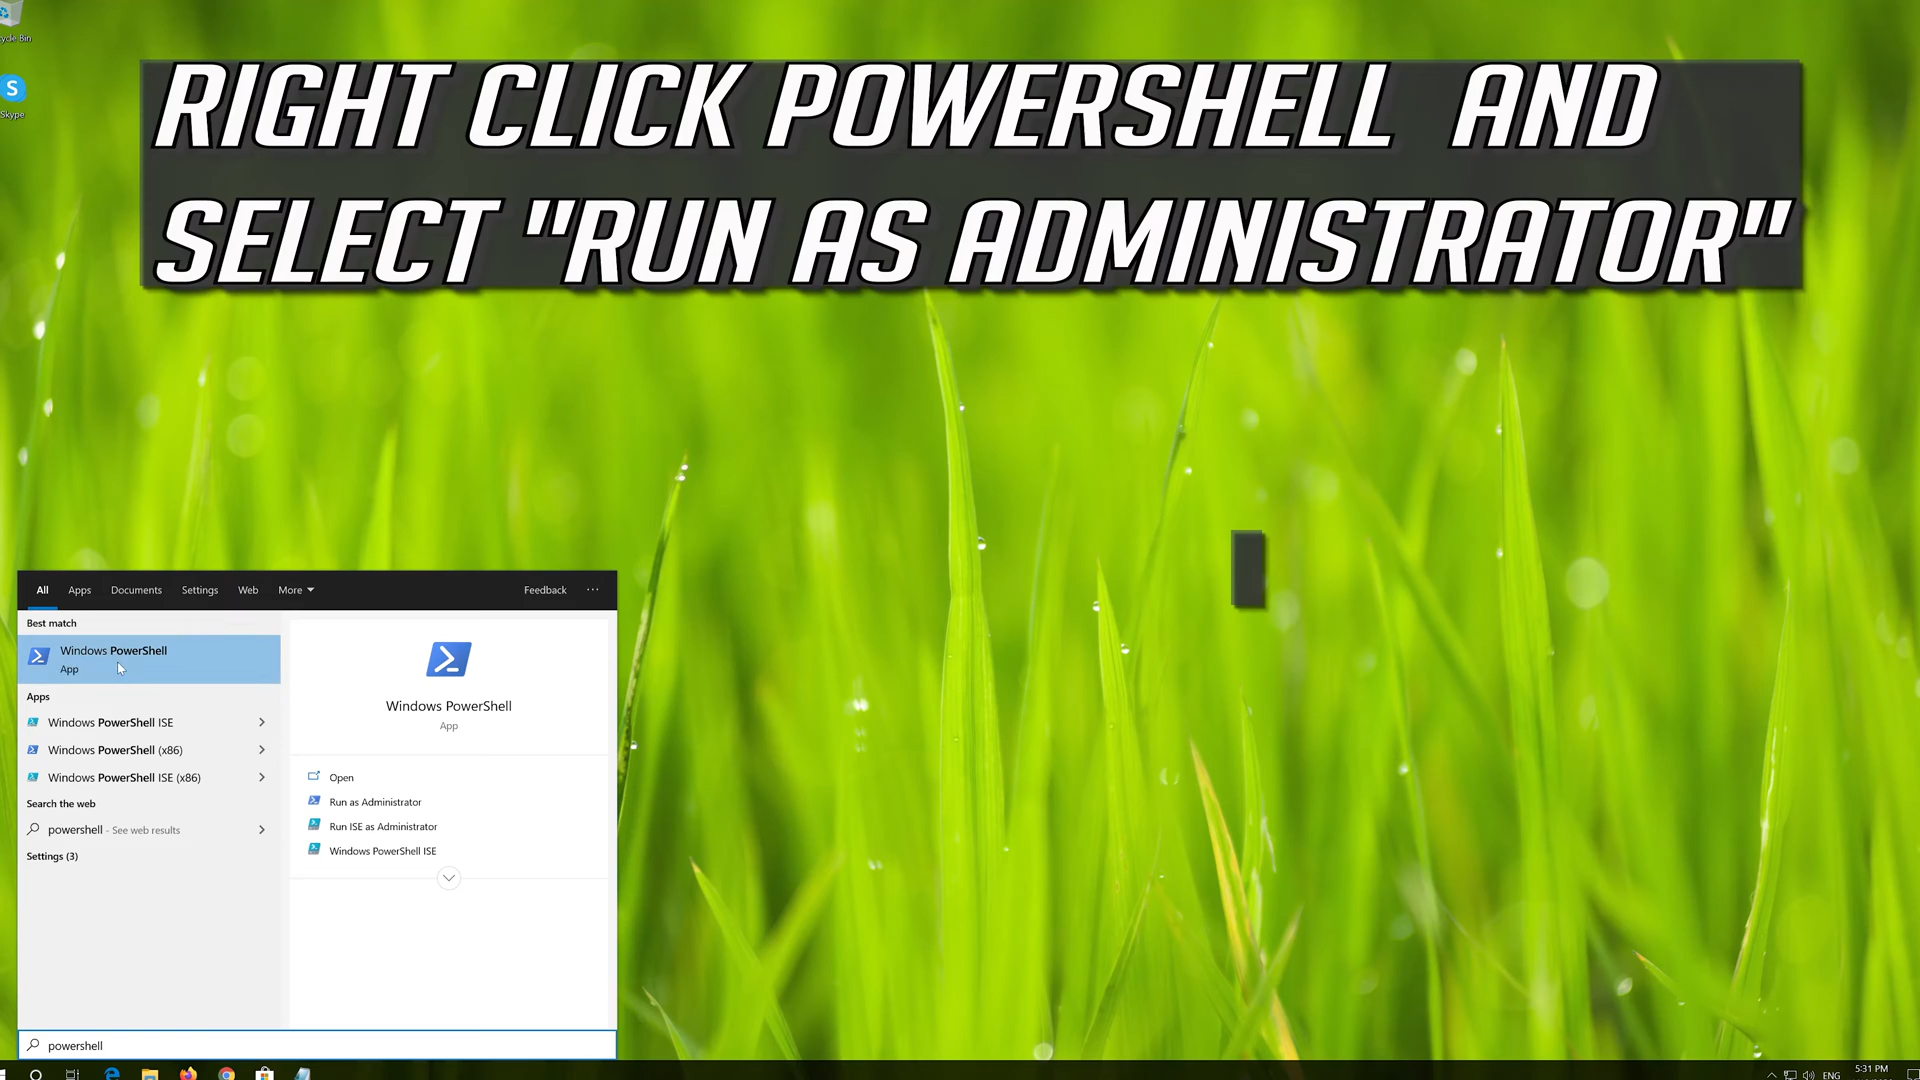 cycle Bin
RIGHT CLICK POWERSHELL AND
SELECT "RUN AS ADMINISTRATOR"
S
Skype
All Apps Documents Settings Web More Feedback ...
Best match
Windows PowerShell
App
Apps
Windows PowerShell ISE
Windows PowerShell (x86)
Windows PowerShell ISE (x86)
Search the web
powershell - See web results
Settings (3)
Windows PowerShell
App
Open
Run as Administrator
Run ISE as Administrator
Windows PowerShell ISE
powershell
ENG
5:31 PM